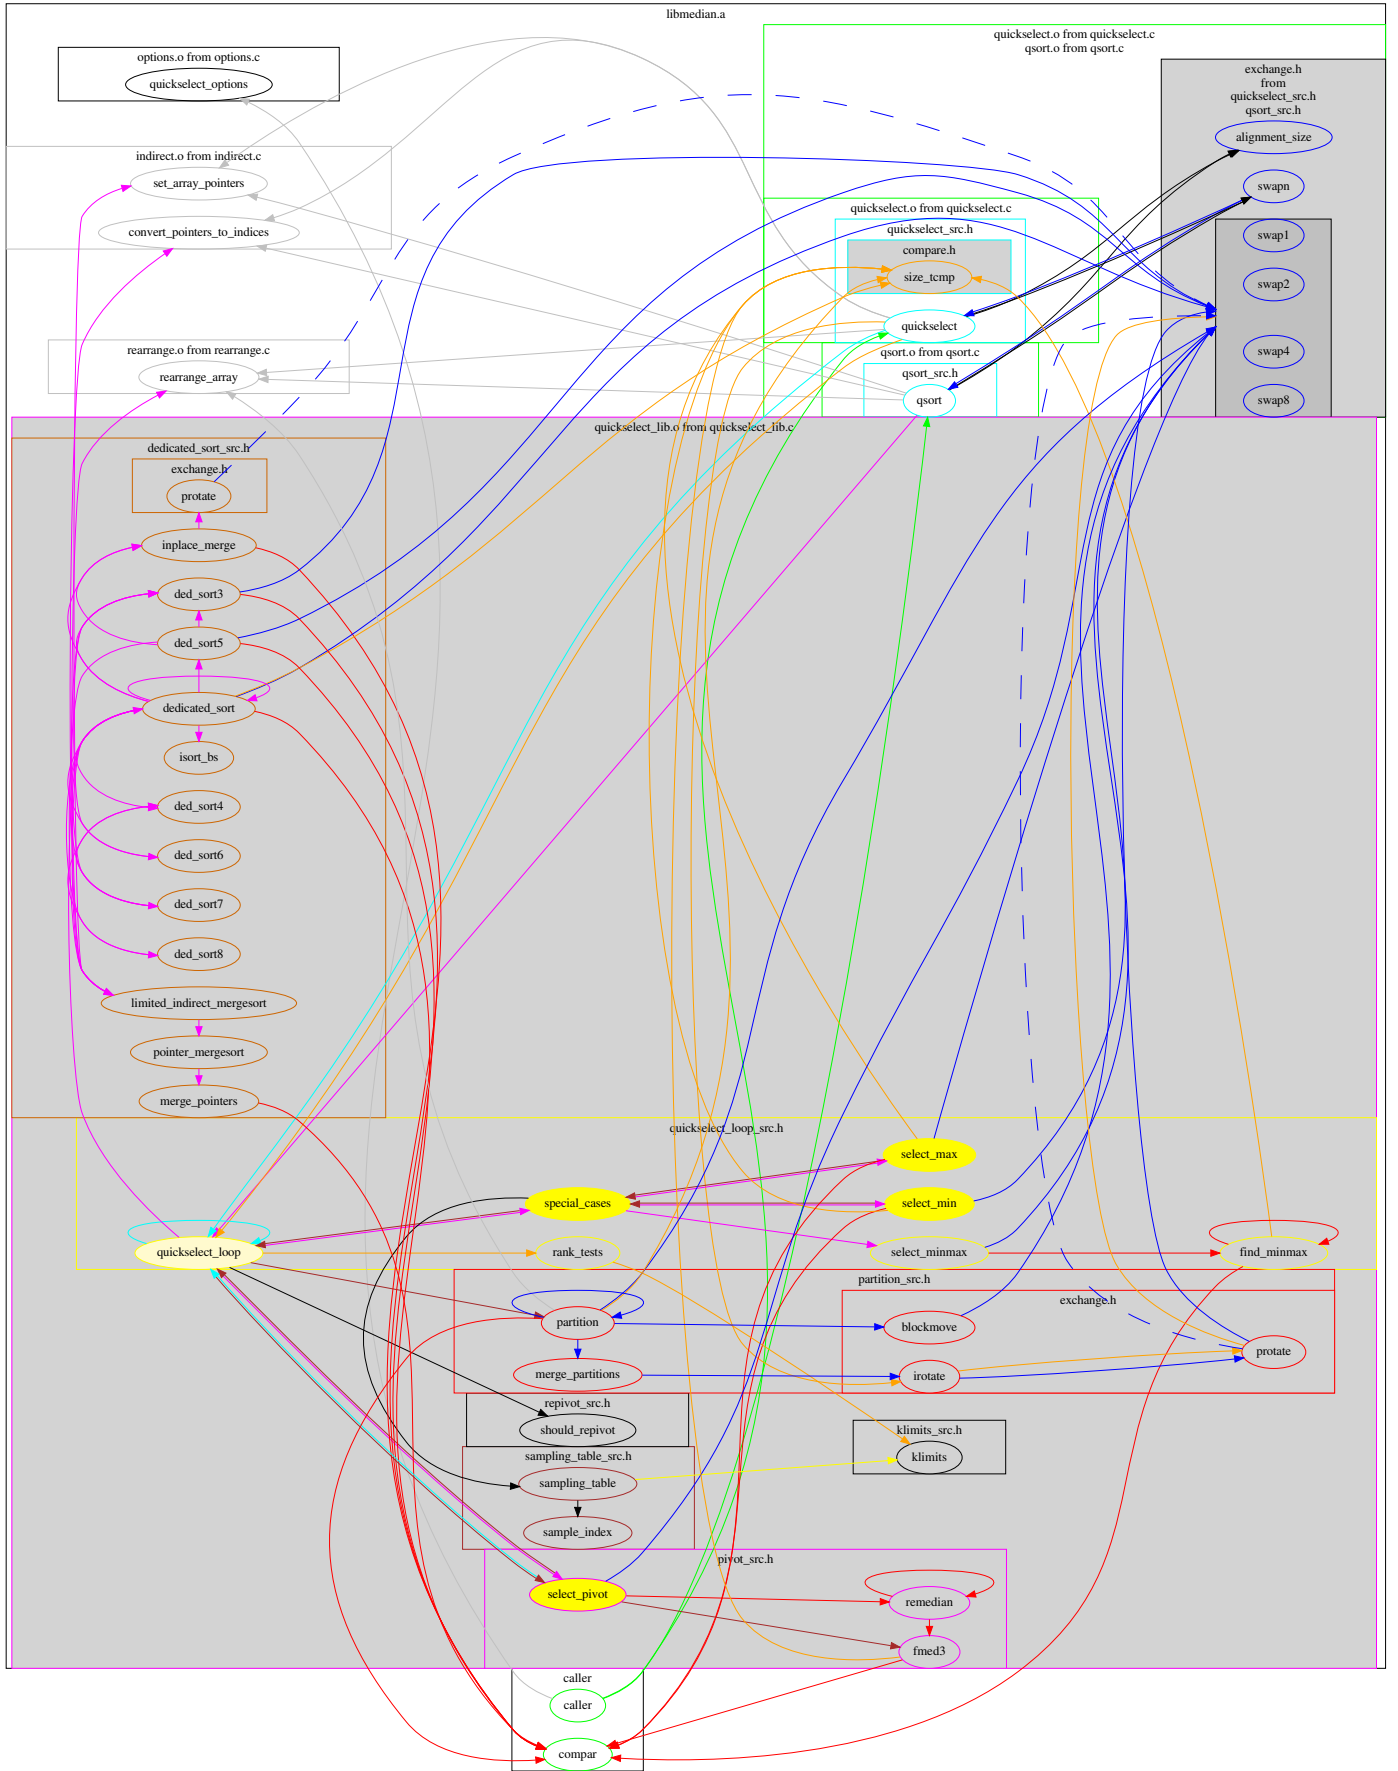 libmedian.a
quickselect.o from quickselect.c
qsort.o from qsort.c
options.o from options.c
quickselect_options
exchange.h
from
quickselect_src.h
qsort_src.h
alignment_size
swapn
swap1
swap2
swap4
swap8
indirect.o from indirect.c
set_array_pointers
convert_pointers_to_indices
quickselect.o from quickselect.c
quickselect_src.h
compare.h
size_tcmp
quickselect
rearrange.o from rearrange.c
rearrange_array
qsort.o from qsort.c
qsort_src.h
qsort
quickselect_lib.o from quickselect_lib.c
dedicated_sort_src.h
exchange.h
protate
inplace_merge
ded_sort3
ded_sort5
dedicated_sort
isort_bs
ded_sort4
ded_sort6
ded_sort7
ded_sort8
limited_indirect_mergesort
pointer_mergesort
merge_pointers
quickselect_loop_src.h
select_max
special_cases
select_min
quickselect_loop
rank_tests
select_minmax
find_minmax
partition_src.h
exchange.h
partition
blockmove
protate
merge_partitions
irotate
repivot_src.h
should_repivot
klimits_src.h
klimits
sampling_table_src.h
sampling_table
sample_index
pivot_src.h
select_pivot
remedian
fmed3
caller
caller
compar